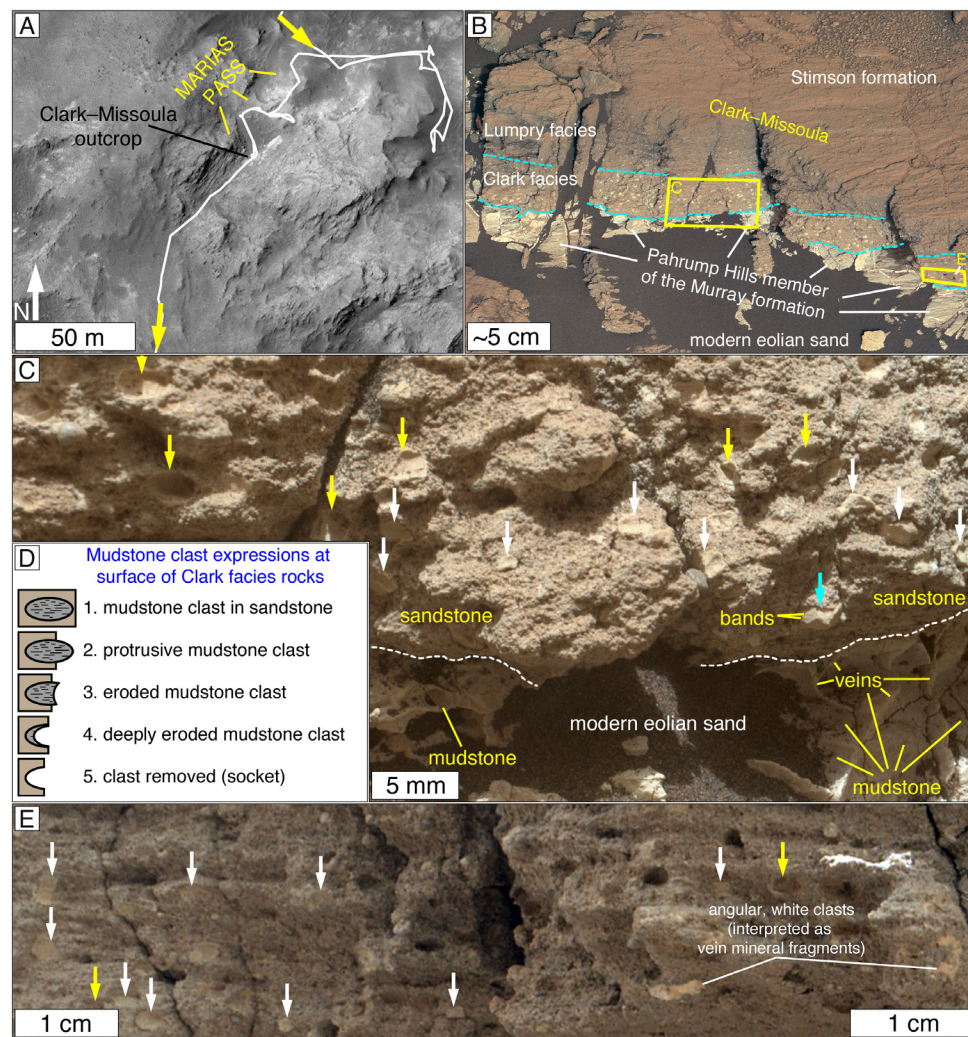 A
MARIAS
PASS
Clark–Missoula
outcrop
N
50 m
B
Stimson formation
Clark–Missoula
Lumpry facies
Clark facies
C
E
Pahrump Hills member
of the Murray formation
modern eolian sand
~5 cm
C
sandstone
bands
sandstone
veins
modern eolian sand
mudstone
mudstone
5 mm
D
Mudstone clast expressions at
surface of Clark facies rocks
1. mudstone clast in sandstone
2. protrusive mudstone clast
3. eroded mudstone clast
4. deeply eroded mudstone clast
5. clast removed (socket)
E
angular, white clasts
(interpreted as
vein mineral fragments)
1 cm
1 cm